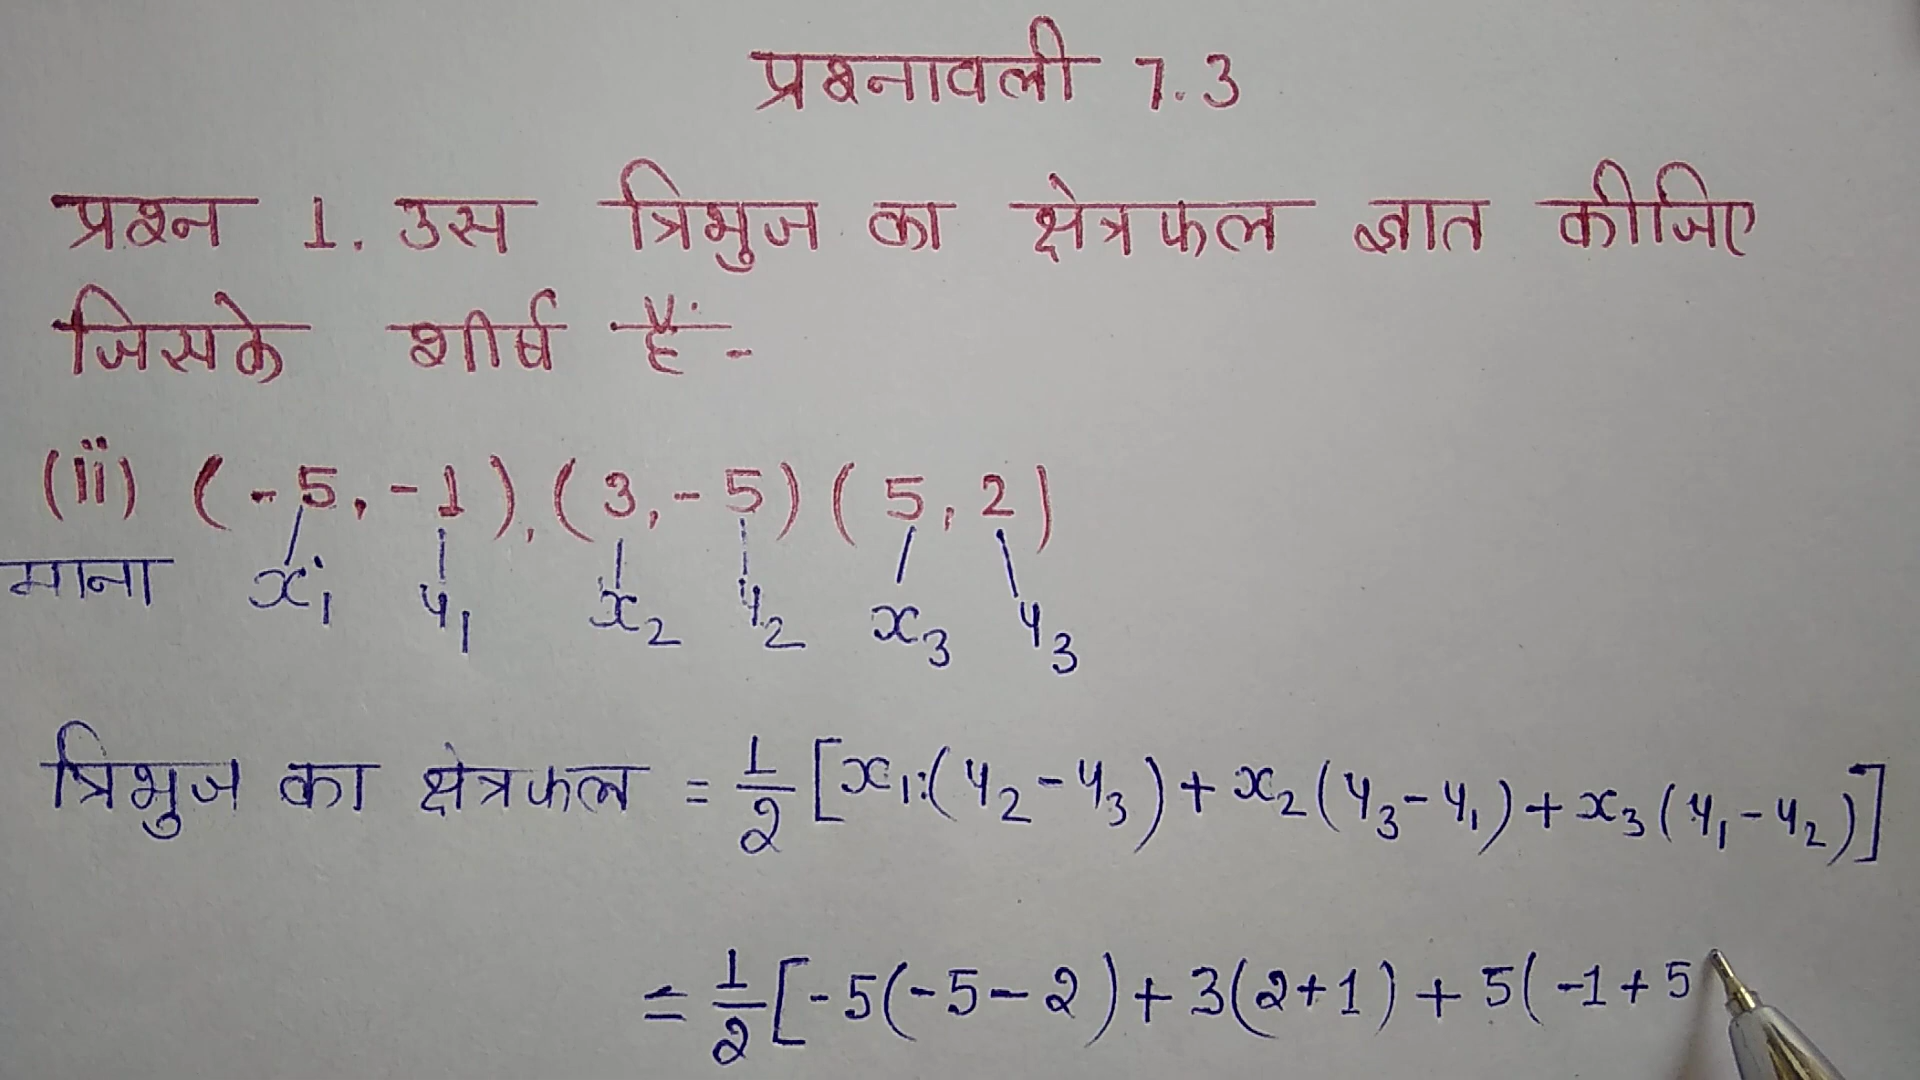 प्रश्नावली 7.3
प्रश्न 1. उस त्रिभुज का क्षेत्रफल ज्ञात कीजिए
जिसके शीर्ष हैं-
(ii) (-5, -1), (3, -5) (5, 2)
माना x₁ y₁ x₂ y₂ x₃ y₃
त्रिभुज का क्षेत्रफल = 1/2 [x₁(y₂-y₃)+x₂(y₃-y₁)+x₃(y₁-y₂)]
= 1/2 [-5(-5-2)+3(2+1)+5(-1+5